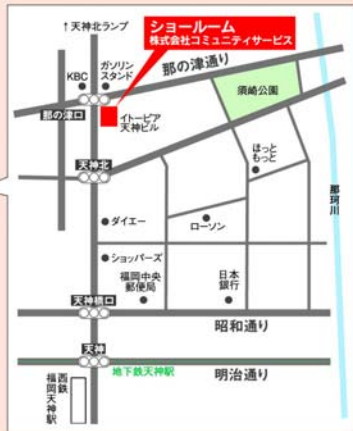 ↑天神北ランプ
ショールーム
株式会社コミュニティサービス
KBC
ガソリン
スタンド
那の津通り
那の津口
イトーピア
天神ビル
須崎公園
天神北
ほっと
もっと
那珂川
ダイエー
ローソン
ショッパーズ
福岡中央
郵便局
日本
銀行
天神橋口
昭和通り
天神
地下鉄天神駅
明治通り
西鉄
福岡天神駅